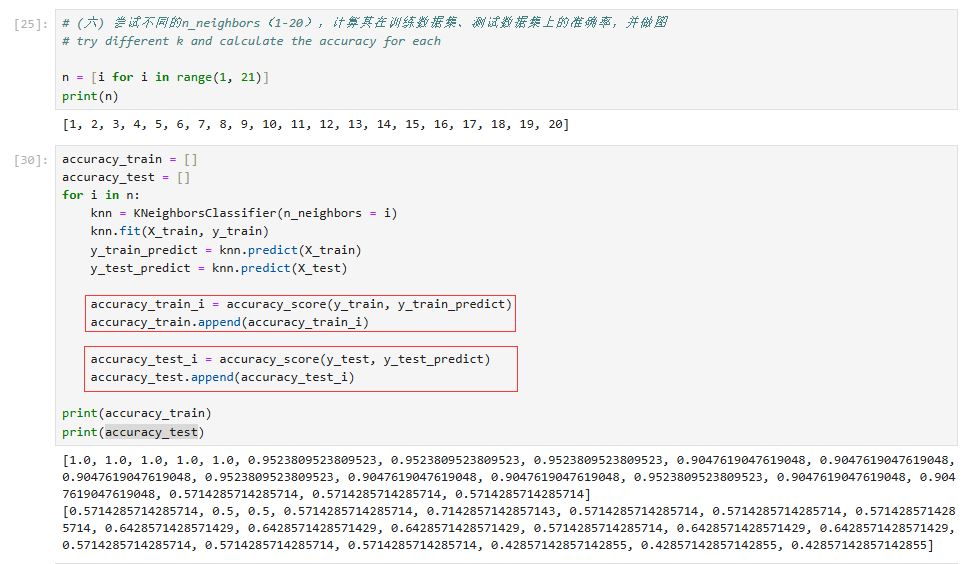 [25]: # (六) 尝试不同的n_neighbors（1-20），计算其在训练数据集、测试数据集上的准确率，并做图
# try different k and calculate the accuracy for each
n = [i for i in range(1, 21)]
print(n)
[1, 2, 3, 4, 5, 6, 7, 8, 9, 10, 11, 12, 13, 14, 15, 16, 17, 18, 19, 20]
[30]: accuracy_train = []
accuracy_test = []
for i in n:
    knn = KNeighborsClassifier(n_neighbors = i)
    knn.fit(X_train, y_train)
    y_train_predict = knn.predict(X_train)
    y_test_predict = knn.predict(X_test)
    accuracy_train_i = accuracy_score(y_train, y_train_predict)
    accuracy_train.append(accuracy_train_i)
    accuracy_test_i = accuracy_score(y_test, y_test_predict)
    accuracy_test.append(accuracy_test_i)
print(accuracy_train)
print(accuracy_test)
[1.0, 1.0, 1.0, 1.0, 1.0, 0.9523809523809523, 0.9523809523809523, 0.9523809523809523, 0.9047619047619048, 0.9047619047619048,
0.9047619047619048, 0.9523809523809523, 0.9047619047619048, 0.9047619047619048, 0.9523809523809523, 0.9047619047619048, 0.904
7619047619048, 0.5714285714285714, 0.5714285714285714, 0.5714285714285714]
[0.5714285714285714, 0.5, 0.5, 0.5714285714285714, 0.7142857142857143, 0.5714285714285714, 0.5714285714285714, 0.571428571428
5714, 0.6428571428571429, 0.6428571428571429, 0.6428571428571429, 0.5714285714285714, 0.6428571428571429, 0.6428571428571429,
0.5714285714285714, 0.5714285714285714, 0.5714285714285714, 0.42857142857142855, 0.42857142857142855, 0.42857142857142855]